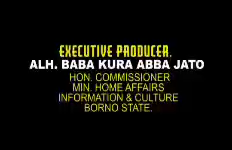 EXECUTIVE PRODUCER.
ALH. BABA KURA ABBA JATO
HON. COMMISSIONER
MIN. HOME AFFAIRS
INFORMATION & CULTURE
BORNO STATE.